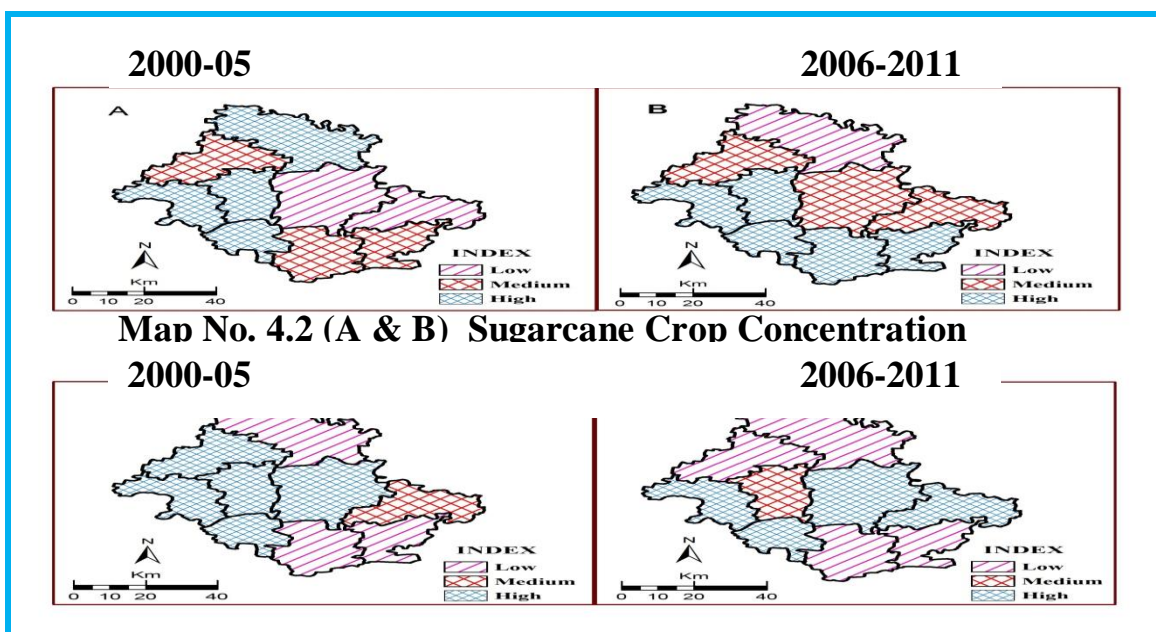 2000-05 2006-2011
A B
N N
INDEX INDEX
Low Low
Km Medium Km Medium
0 10 20 40 High 0 10 20 40 High
Map No. 4.2 (A & B) Sugarcane Crop Concentration
2000-05 2006-2011
N N
INDEX INDEX
Low Low
Km Medium Km Medium
0 10 20 40 High 0 10 20 40 High